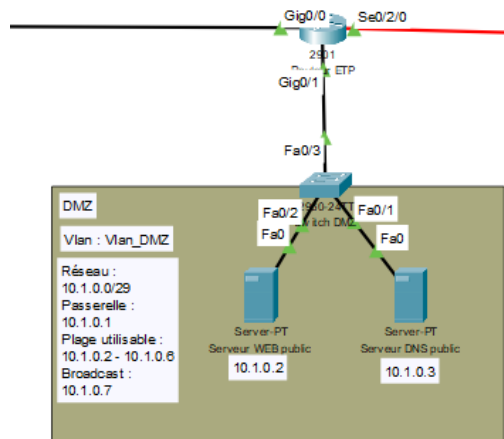 Gig0/0
Se0/2/0
2901
ETP
Gig0/1
Fa0/3
DMZ
Vlan : Vlan_DMZ
Réseau :
10.1.0.0/29
Passerelle :
10.1.0.1
Plage utilisable :
10.1.0.2 - 10.1.0.6
Broadcast :
10.1.0.7
DMZ
Fa0/2
Fa0/1
Fa0
Fa0
Server-PT
Serveur WEB public
10.1.0.2
Server-PT
Serveur DNS public
10.1.0.3